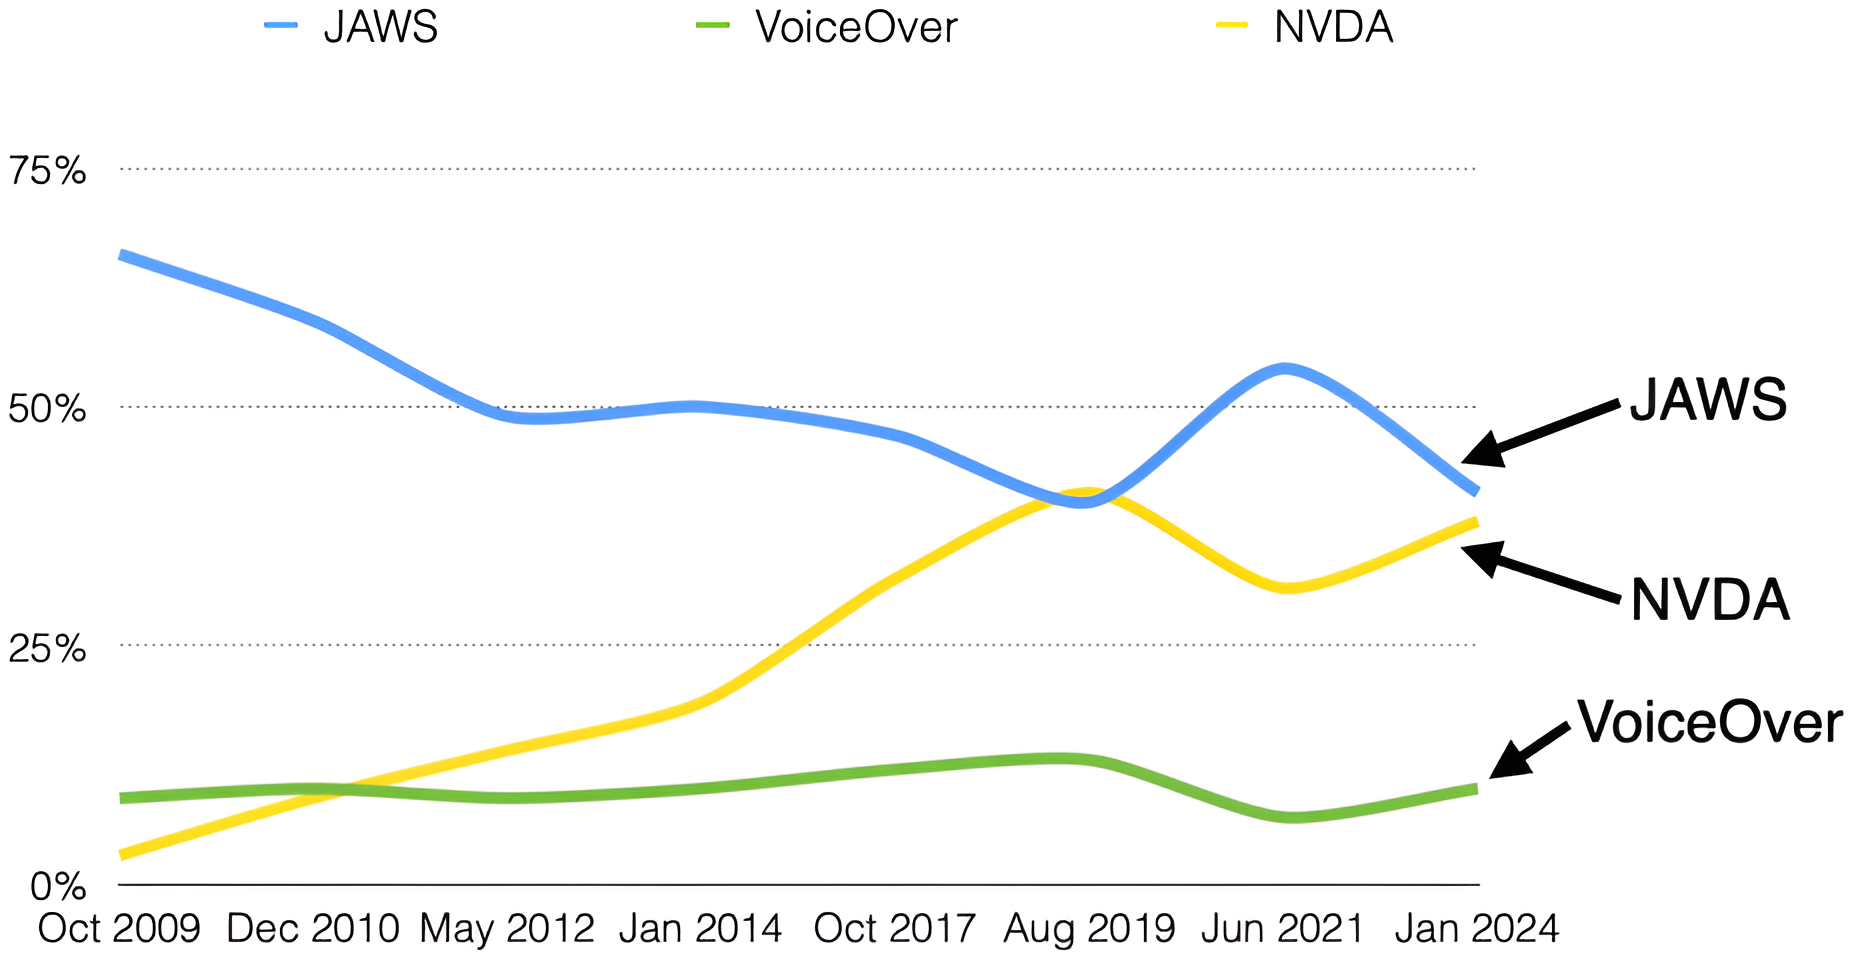 JAWS VoiceOver NVDA
75%
50%
25%
0%
Oct 2009 Dec 2010 May 2012 Jan 2014 Oct 2017 Aug 2019 Jun 2021 Jan 2024
JAWS
NVDA
VoiceOver